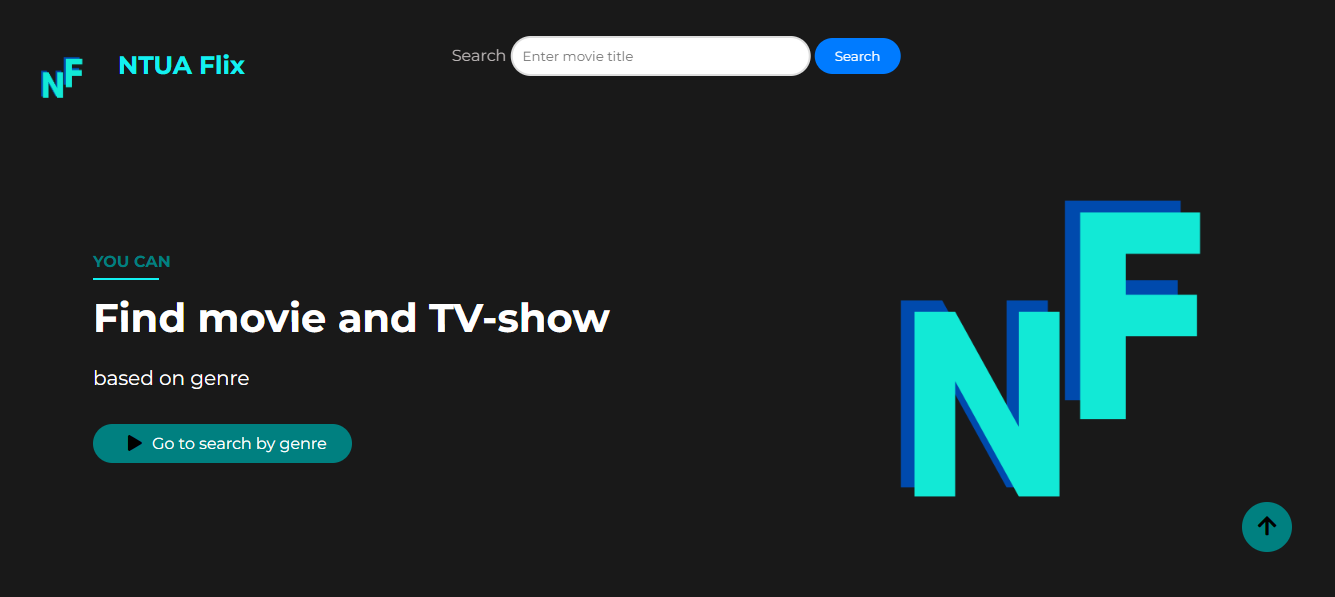 NF
NTUA Flix
Search
Enter movie title
Search
YOU CAN
Find movie and TV-show
based on genre
Go to search by genre
NF